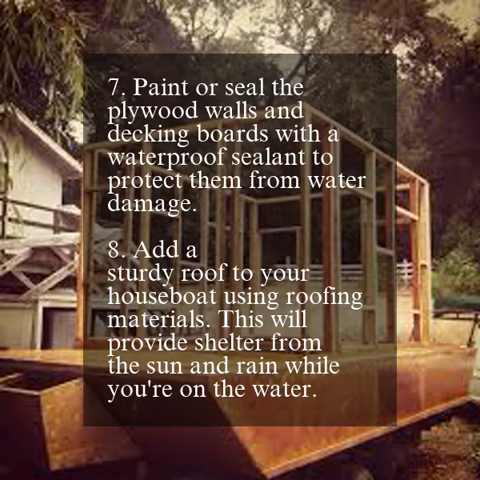 7. Paint or seal the
plywood walls and
decking boards with a
waterproof sealant to
protect them from water
damage.
8. Add a
sturdy roof to your
houseboat using roofing
materials. This will
provide shelter from
the sun and rain while
you're on the water.